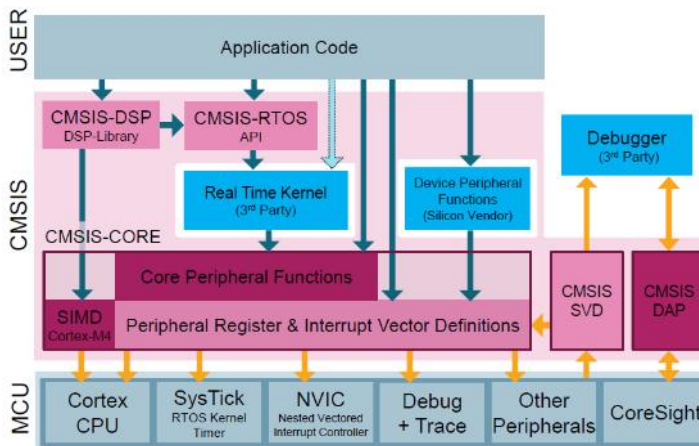 USER
Application Code
CMSIS
CMSIS-DSP
DSP-Library
CMSIS-RTOS
API
Debugger
(3rd Party)
Real Time Kernel
(3rd Party)
Device Peripheral
Functions
(Silicon Vendor)
CMSIS-CORE
Core Peripheral Functions
SIMD
Cortex-M4
Peripheral Register & Interrupt Vector Definitions
CMSIS
SVD
CMSIS
DAP
MCU
Cortex
CPU
SysTick
RTOS Kernel
Timer
NVIC
Nested Vectored
Interrupt Controller
Debug
+ Trace
Other
Peripherals
CoreSight